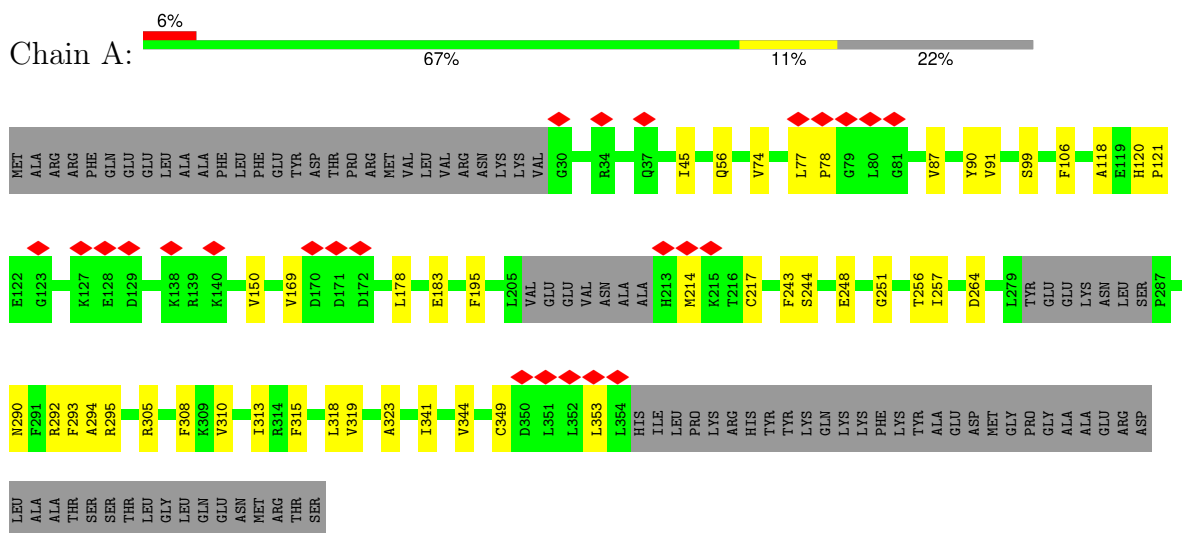 6%
Chain A:
67% 11% 22%
MET ALA ARG ARG PHE GLN GLU GLU LEU ALA ALA PHE LEU PHE GLU TYR ASP THR PRO ARG MET VAL LEU VAL ARG ASN LYS LYS VAL G30 R34 Q37 I45 Q56 V74 L77 P78 G79 L80 G81 V87 Y90 V91 S99 F106 A118 E119 H120 P121
E122 G123 K127 E128 D129 K138 R139 K140 V150 V169 D170 D171 D172 L178 E183 F195 L205 VAL GLU GLU VAL ASN ALA ALA H213 M214 K215 T216 C217 F243 S244 E248 G251 T256 I257 D264 L279 TYR GLU GLU LYS ASN LEU SER P287
N290 F291 R292 F293 A294 R295 R305 F308 K309 V310 I313 R314 F315 L318 V319 A323 I341 V344 C349 D350 L351 L352 L353 L354 HIS ILE LEU PRO LYS ARG HIS TYR TYR LYS GLN LYS LYS PHE LYS TYR ALA GLU ASP MET GLY PRO GLY ALA ALA GLU ARG ASP
LEU ALA ALA THR SER SER THR LEU GLY LEU GLN GLU ASN MET ARG THR SER